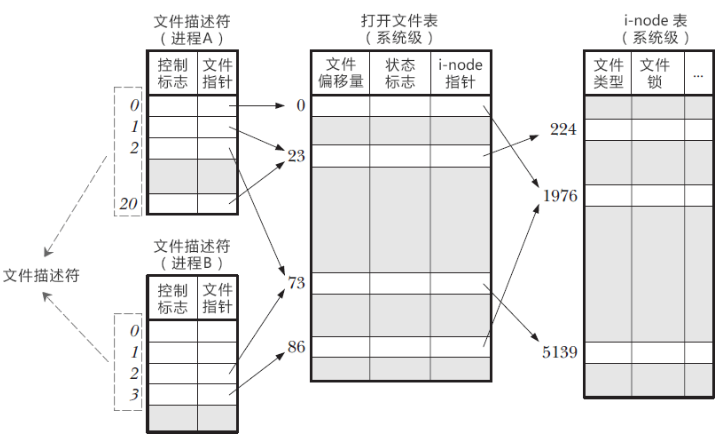 文件描述符
（进程A）
控制
标志
文件
指针
0
1
2
20
文件描述符
文件描述符
（进程B）
控制
标志
文件
指针
0
1
2
3
打开文件表
（系统级）
文件
偏移量
状态
标志
i-node
指针
0
23
73
86
i-node 表
（系统级）
文件
类型
文件
锁
...
224
1976
5139